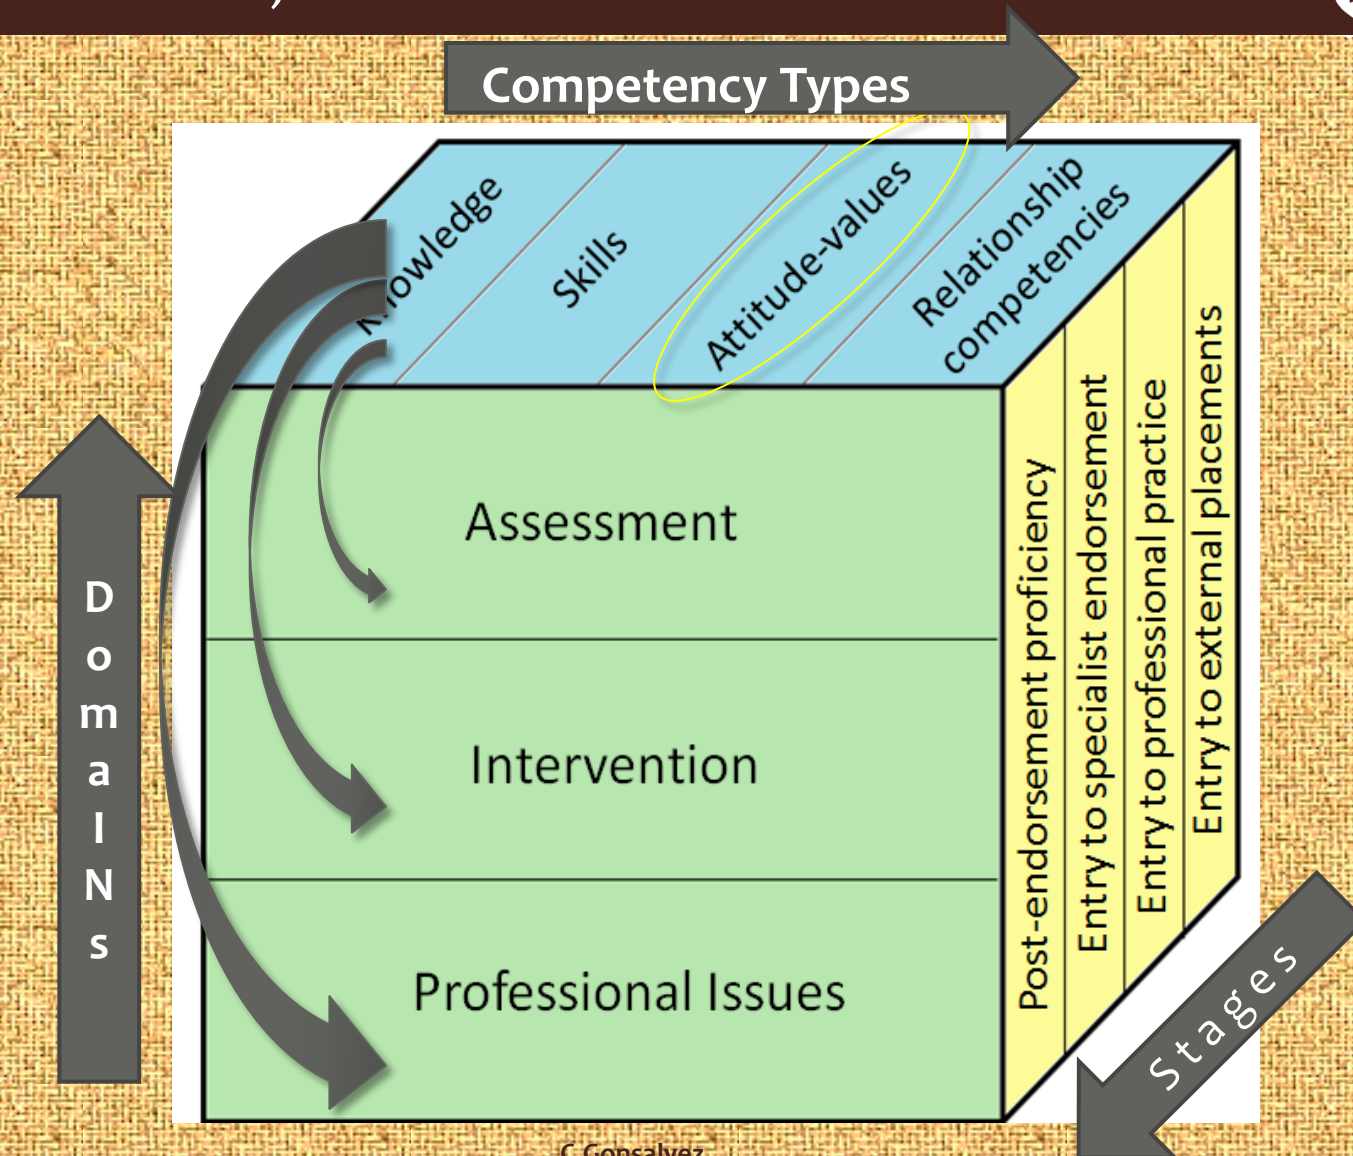 Competency Types
Knowledge
Skills
Attitude-values
Relationship
competencies
Assessment
Intervention
Professional Issues
Post-endorsement proficiency
Entry to specialist endorsement
Entry to professional practice
Entry to external placements
D
o
m
a
I
N
s
Stages
C Gonsalvez